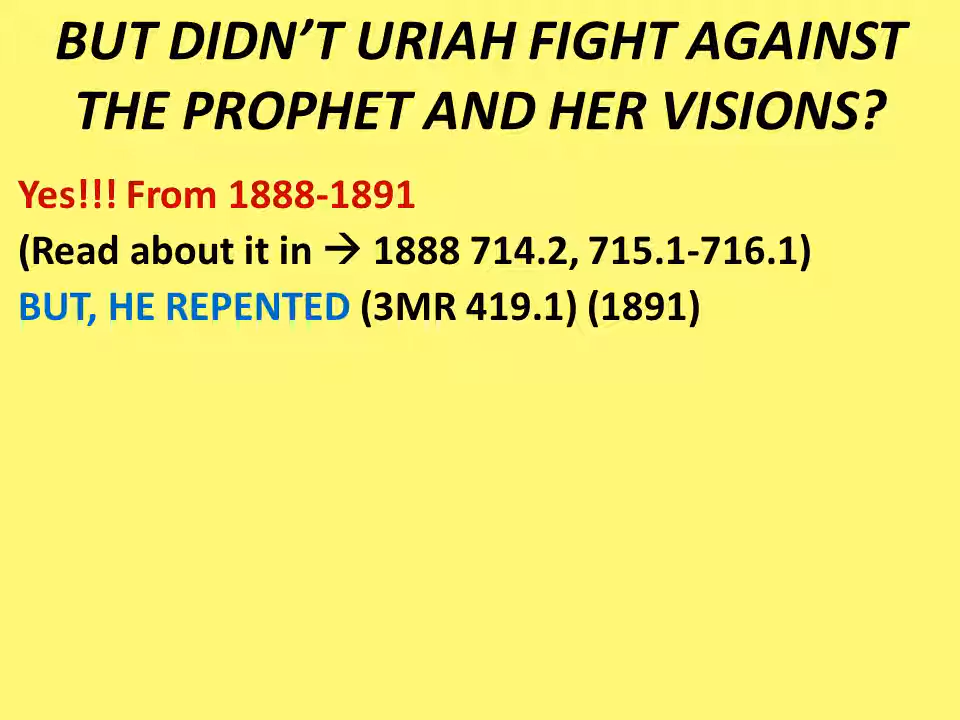 BUT DIDN’T URIAH FIGHT AGAINST
THE PROPHET AND HER VISIONS?
Yes!!! From 1888-1891
(Read about it in → 1888 714.2, 715.1-716.1)
BUT, HE REPENTED (3MR 419.1) (1891)